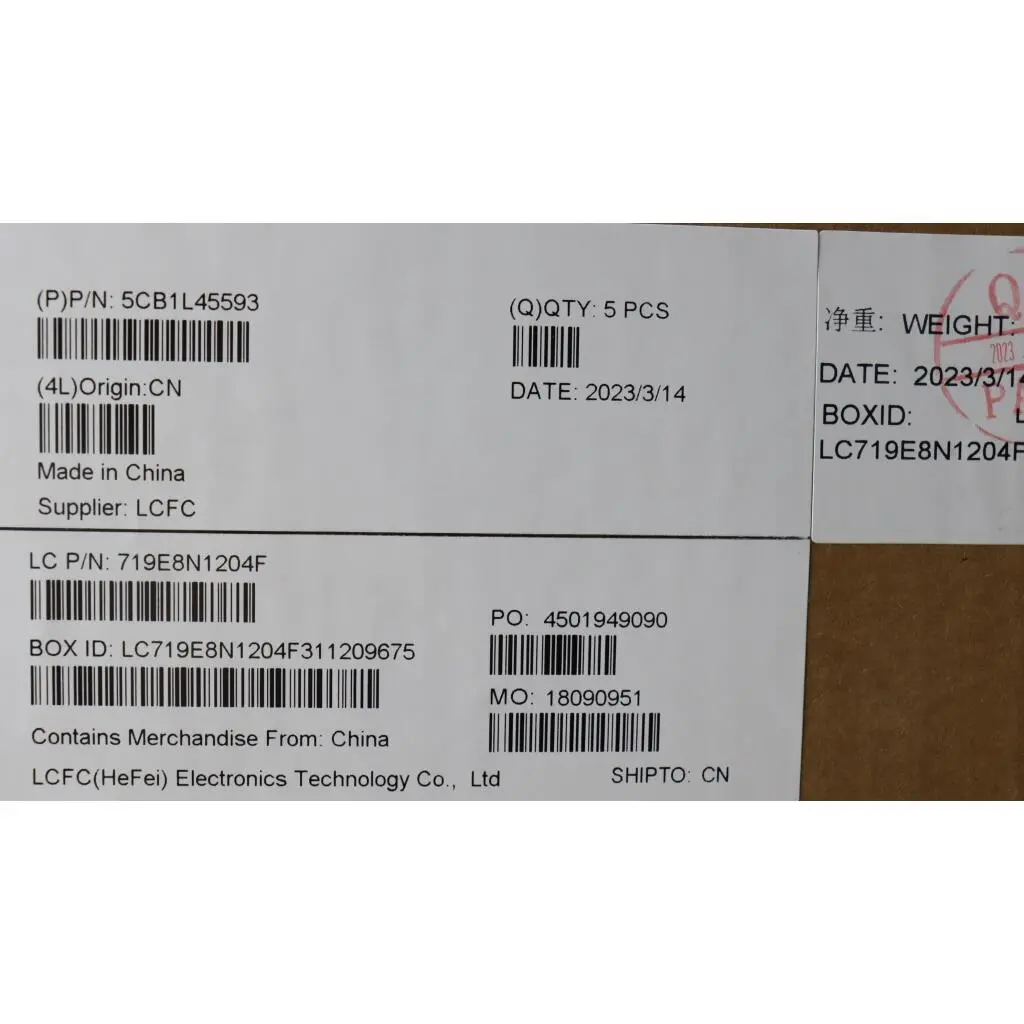 (P)P/N: 5CB1L45593
(Q)QTY: 5 PCS
(4L)Origin:CN
DATE: 2023/3/14
Made in China
Supplier: LCFC
LC P/N: 719E8N1204F
PO: 4501949090
BOX ID: LC719E8N1204F311209675
MO: 18090951
Contains Merchandise From: China
LCFC(HeFei) Electronics Technology Co., Ltd
SHIPTO: CN
净重: WEIGHT:
DATE: 2023/3/14
BOXID:
LC719E8N1204F
Q
2023
P